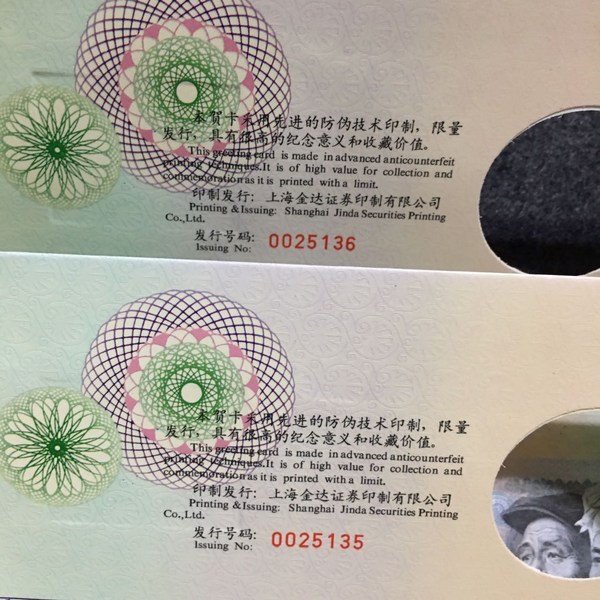 本贺卡采用先进的防伪技术印制，限量
发行，具有很高的纪念意义和收藏价值。
This greeting card is made in advanced anticounterfeit
printing techniques.It is of high value for collection and
commemoration as it is printed with a limit.
印制发行：上海金达证券印制有限公司
Printing & Issuing: Shanghai Jinda Securities Printing
Co.,Ltd.
发行号码: 0025136
Issuing No:
本贺卡采用先进的防伪技术印制，限量
发行，具有很高的纪念意义和收藏价值。
This greeting card is made in advanced anticounterfeit
printing techniques.It is of high value for collection and
commemoration as it is printed with a limit.
印制发行：上海金达证券印制有限公司
Printing & Issuing: Shanghai Jinda Securities Printing
Co.,Ltd.
发行号码: 0025135
Issuing No: